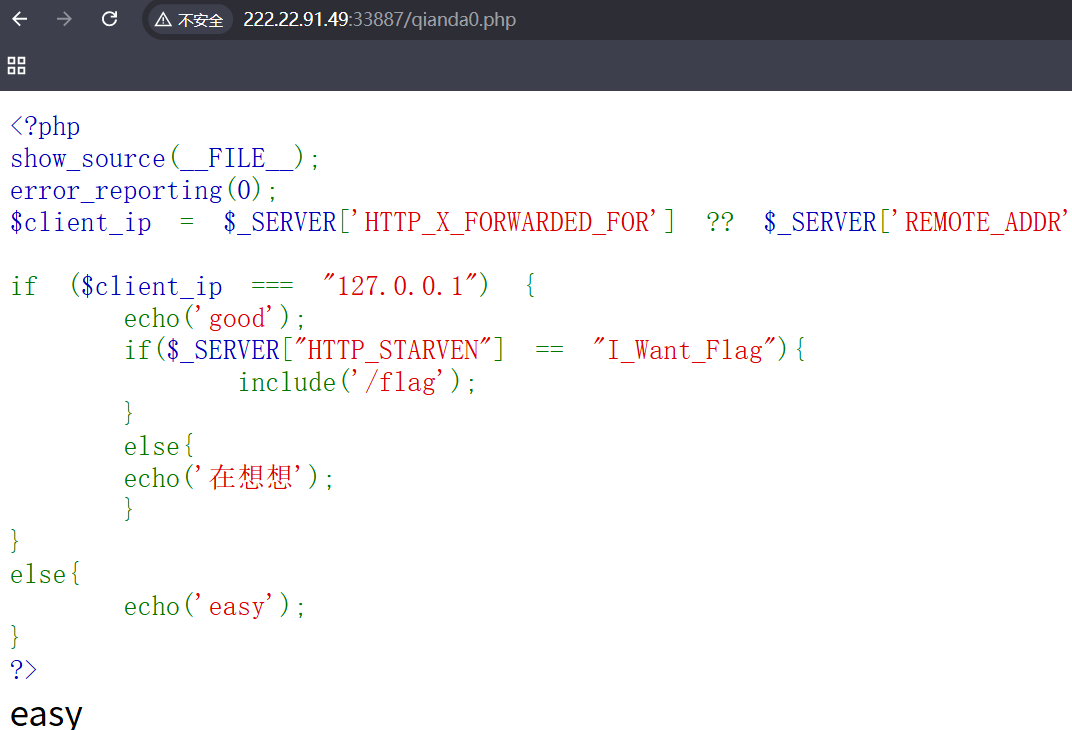 不安全 222.22.91.49:33887/qianda0.php
<?php
show_source(__FILE__);
error_reporting(0);
$client_ip = $_SERVER['HTTP_X_FORWARDED_FOR'] ?? $_SERVER['REMOTE_ADDR'
if ($client_ip === "127.0.0.1") {
echo('good');
if($_SERVER["HTTP_STARVEN"] == "I_Want_Flag"){
include('/flag');
}
else{
echo('在想想');
}
}
else{
echo('easy');
}
?>
easy